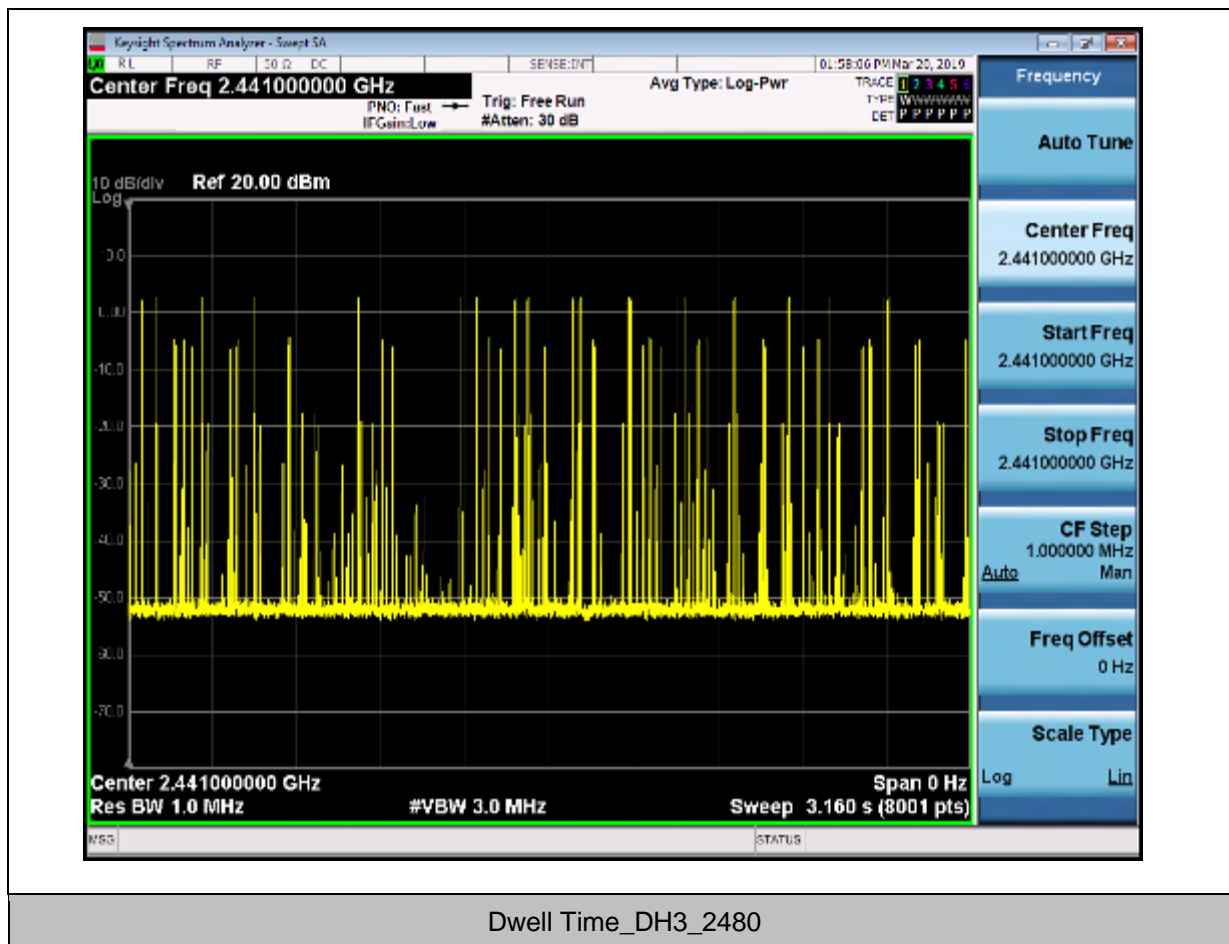 Keysight Spectrum Analyzer - Swept SA
RL RF 50 Ω DC SENSE:INT 01:58:06 PM Mar 20, 2019
Center Freq 2.441000000 GHz
PNO: Fast
IFGain:Low
Trig: Free Run
#Atten: 30 dB
Avg Type: Log-Pwr
TRACE 1 2 3 4 5 6
TYPE
DET P P P P P P
10 dB/div Ref 20.00 dBm
Log
0.00
-10.0
-20.0
-30.0
-40.0
-50.0
-70.0
Center 2.441000000 GHz Span 0 Hz
Res BW 1.0 MHz #VBW 3.0 MHz Sweep 3.160 s (8001 pts)
MSG STATUS
Frequency
Auto Tune
Center Freq
2.441000000 GHz
Start Freq
2.441000000 GHz
Stop Freq
2.441000000 GHz
CF Step
1.000000 MHz
Auto Man
Freq Offset
0 Hz
Scale Type
Log Lin
Dwell Time_DH3_2480